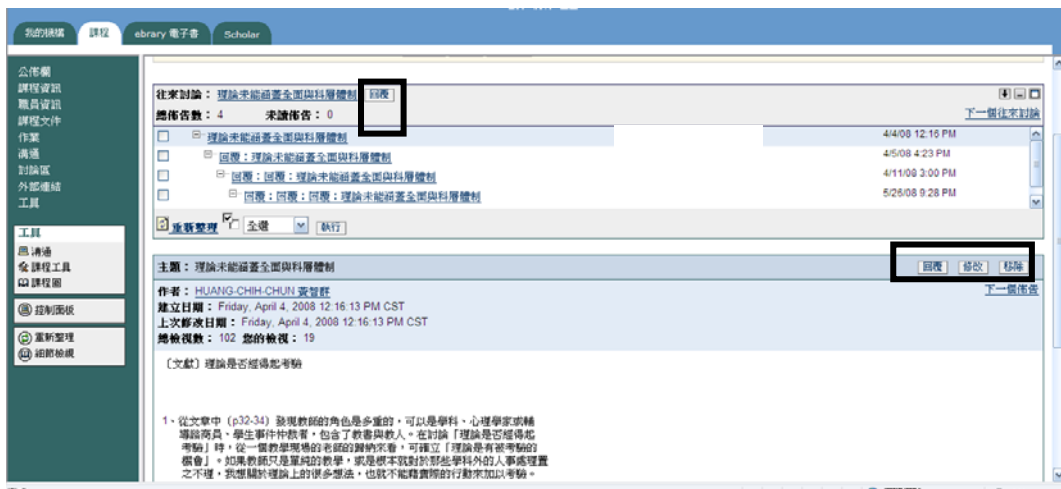 我的機構 課程 ebrary 電子書 Scholar
公佈欄
課程資訊
職員資訊
課程文件
作業
溝通
討論區
外部連結
工具
工具
溝通
課程工具
課程圖
控制面板
重新整理
細節檢視
往來討論： 理論未能涵蓋全面與科層體制 回覆
總佈告數： 4 未讀佈告： 0 下一個往來討論
理論未能涵蓋全面與科層體制 4/4/08 12:16 PM
回覆：理論未能涵蓋全面與科層體制 4/5/08 4:23 PM
回覆：回覆：理論未能涵蓋全面與科層體制 4/11/08 3:00 PM
回覆：回覆：回覆：理論未能涵蓋全面與科層體制 5/26/08 9:28 PM
重新整理 全選 執行
主題： 理論未能涵蓋全面與科層體制 回覆 修改 移除
作者： HUANG-CHIH-CHUN 黃智群 下一個佈告
建立日期： Friday, April 4, 2008 12:16:13 PM CST
上次修改日期： Friday, April 4, 2008 12:16:13 PM CST
總檢視數： 102 您的檢視： 19
〔文獻〕理論是否經得起考驗
1、從文章中（p32-34）發現教師的角色是多重的，可以是學科、心理學家或輔
導諮商員、學生事件仲裁者，包含了教書與教人。在討論「理論是否經得起
考驗」時，從一個教學現場的老師的歸納來看，可確立「理論是有被考驗的
機會」。如果教師只是單純的教學，或是根本就對於那些學科外的人事處理置
之不理，我想關於理論上的很多想法，也就不能藉實際的行動來加以考驗。